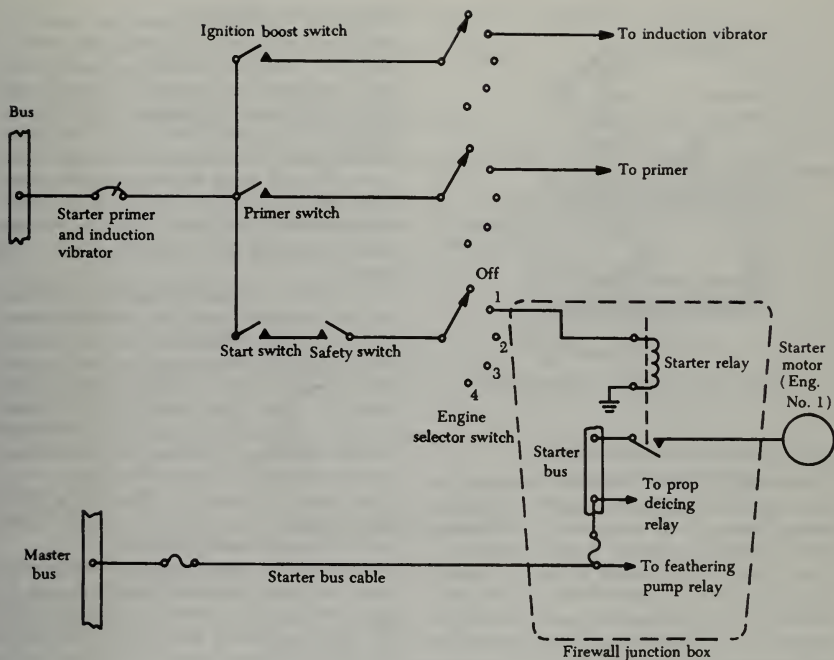 Ignition boost switch
To induction vibrator
Bus
Starter primer
and induction
vibrator
Primer switch
To primer
Off
1
2
3
4
Start switch
Safety switch
Engine
selector switch
Starter relay
Starter
motor
(Eng.
No. 1)
Starter
bus
To prop
deicing
relay
Master
bus
Starter bus cable
To feathering
pump relay
Firewall junction box